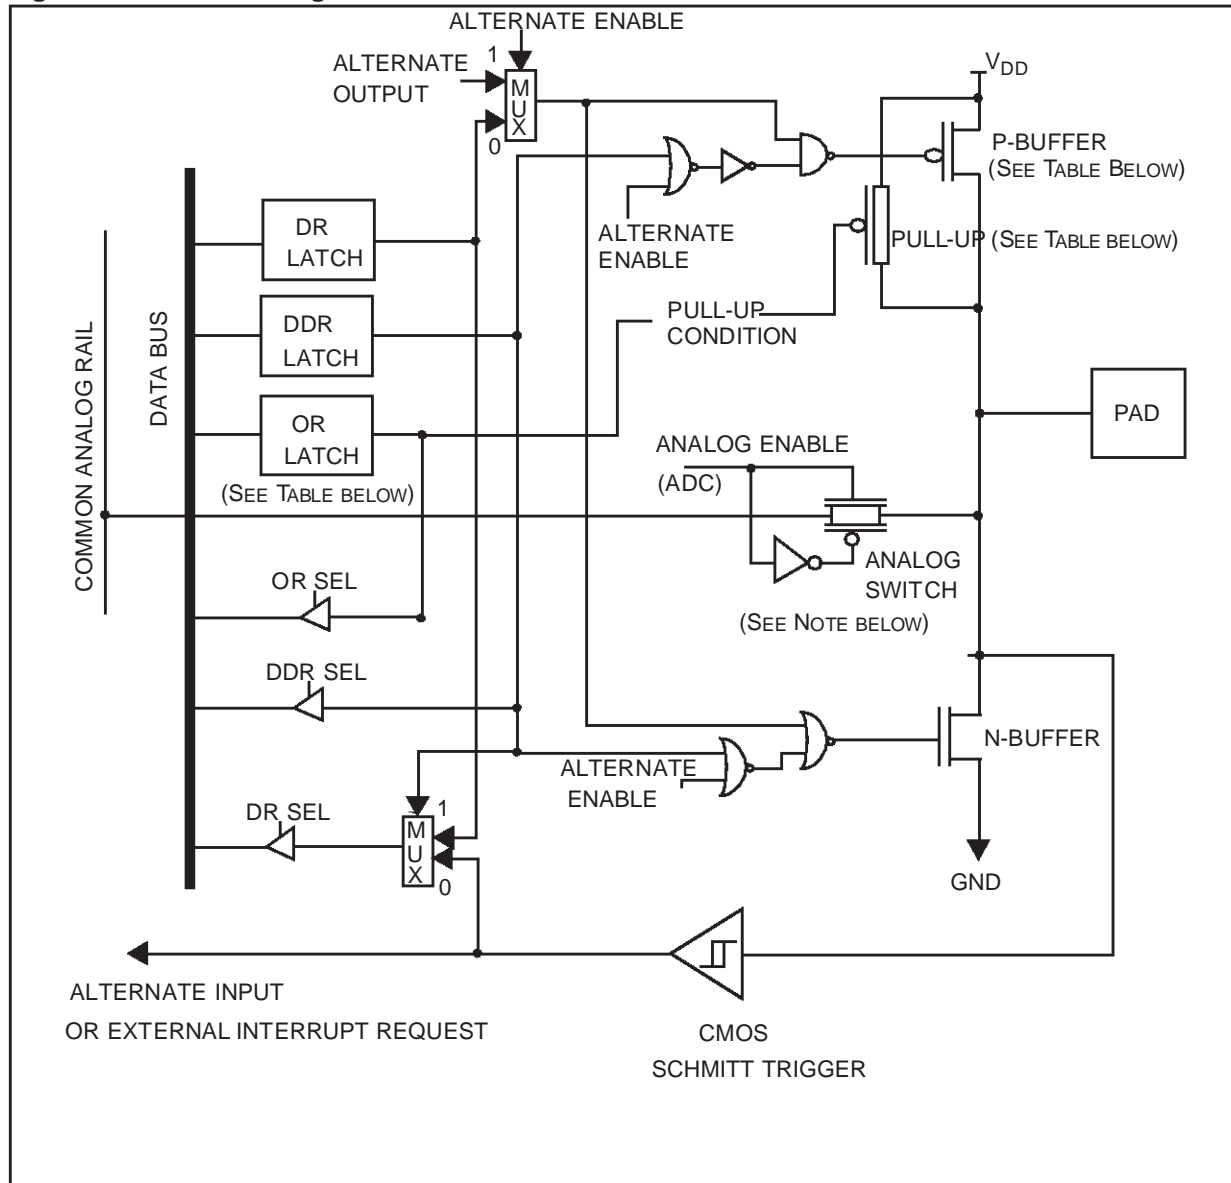 ALTERNATE ENABLE
1
ALTERNATE
OUTPUT
M
U
X
0
VDD
P-BUFFER
(SEE TABLE BELOW)
ALTERNATE
ENABLE
PULL-UP (SEE TABLE BELOW)
DR
LATCH
DDR
LATCH
OR
LATCH
(SEE TABLE BELOW)
COMMON ANALOG RAIL
DATA BUS
PULL-UP
CONDITION
PAD
ANALOG ENABLE
(ADC)
ANALOG
SWITCH
(SEE NOTE BELOW)
OR SEL
DDR SEL
DR SEL
N-BUFFER
ALTERNATE
ENABLE
1
M
U
X
0
GND
ALTERNATE INPUT
OR EXTERNAL INTERRUPT REQUEST
CMOS
SCHMITT TRIGGER